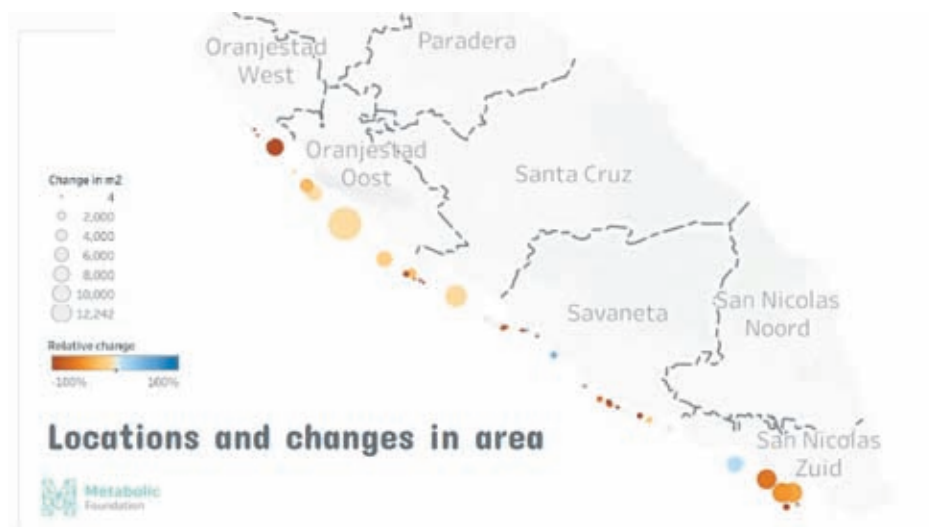 Oranjestad
West
Paradera
Oranjestad
Oost
Santa Cruz
Change in m2
4
2,000
4,000
6,000
8,000
10,000
12,242
Savaneta
San Nicolas
Noord
Relative change
-100%
100%
Locations and changes in area
San Nicolas
Zuid
Metabolic
Foundation